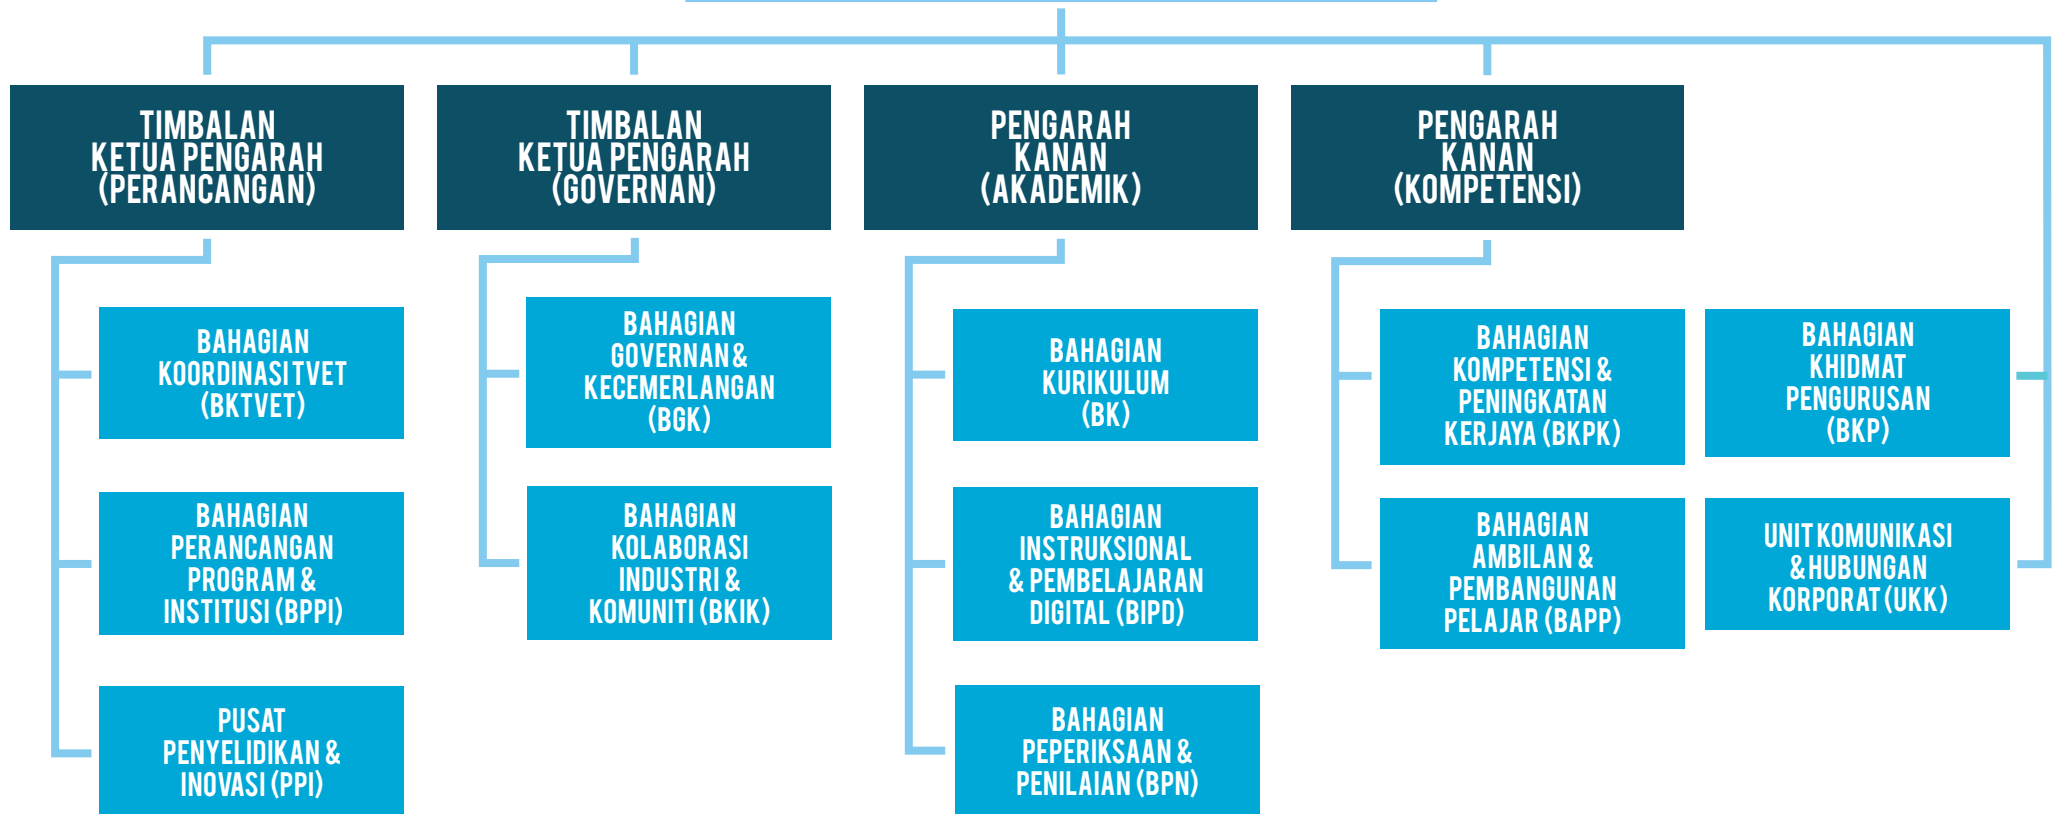 TIMBALAN
KETUA PENGARAH
(PERANCANGAN)
TIMBALAN
KETUA PENGARAH
(GOVERNAN)
PENGARAH
KANAN
(AKADEMIK)
PENGARAH
KANAN
(KOMPETENSI)
BAHAGIAN
KOORDINASI TVET
(BKTVET)
BAHAGIAN
PERANCANGAN
PROGRAM &
INSTITUSI (BPPI)
PUSAT
PENYELIDIKAN &
INOVASI (PPI)
BAHAGIAN
GOVERNAN &
KECEMERLANGAN
(BGK)
BAHAGIAN
KOLABORASI
INDUSTRI &
KOMUNITI (BKIK)
BAHAGIAN
KURIKULUM
(BK)
BAHAGIAN
INSTRUKSIONAL
& PEMBELAJARAN
DIGITAL (BIPD)
BAHAGIAN
PEPERIKSAAN &
PENILAIAN (BPN)
BAHAGIAN
KOMPETENSI &
PENINGKATAN
KERJAYA (BKPK)
BAHAGIAN
AMBILAN &
PEMBANGUNAN
PELAJAR (BAPP)
BAHAGIAN
KHIDMAT
PENGURUSAN
(BKP)
UNIT KOMUNIKASI
& HUBUNGAN
KORPORAT (UKK)